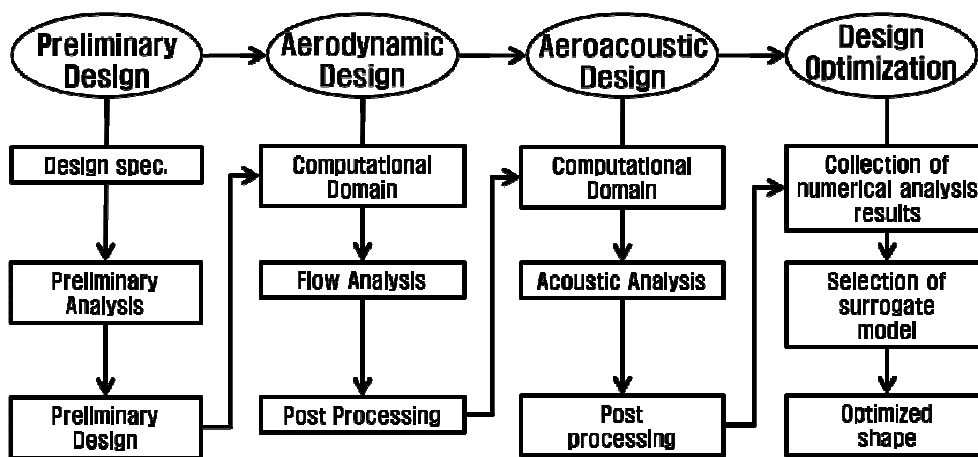 Preliminary
Design
Aerodynamic
Design
Aeroacoustic
Design
Design
Optimization
Design spec.
Preliminary
Analysis
Preliminary
Design
Computational
Domain
Flow Analysis
Post Processing
Computational
Domain
Acoustic Analysis
Post
processing
Collection of
numerical analysis
results
Selection of
surrogate
model
Optimized
shape